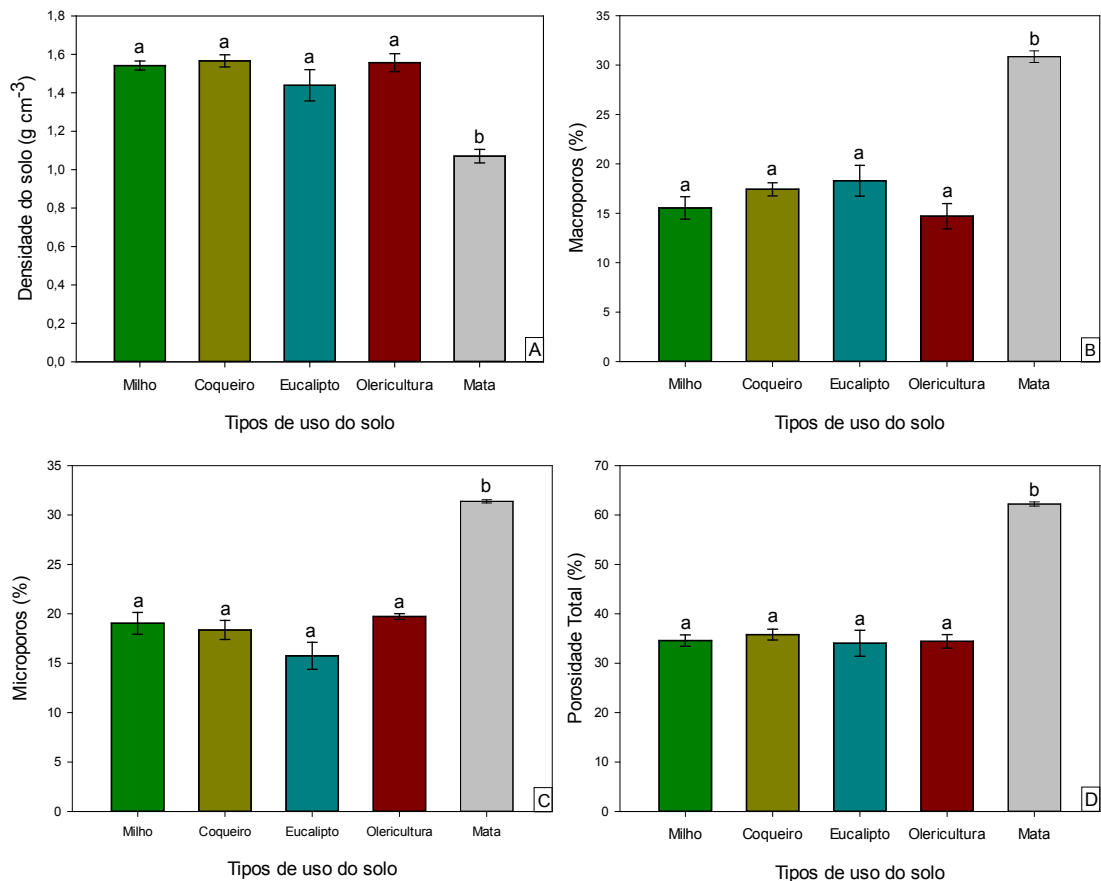 Densidade do solo (g cm-3)
1,8
1,6
1,4
1,2
1,0
0,8
0,6
0,4
0,2
0,0
a
a
a
a
b
A
Milho Coqueiro Eucalipto Olericultura Mata
Tipos de uso do solo
Macroporos (%)
35
30
25
20
15
10
5
0
a
a
a
a
b
B
Milho Coqueiro Eucalipto Olericultura Mata
Tipos de uso do solo
Microporos (%)
35
30
25
20
15
10
5
0
a
a
a
a
b
C
Milho Coqueiro Eucalipto Olericultura Mata
Tipos de uso do solo
Porosidade Total (%)
70
60
50
40
30
20
10
0
a
a
a
a
b
D
Milho Coqueiro Eucalipto Olericultura Mata
Tipos de uso do solo